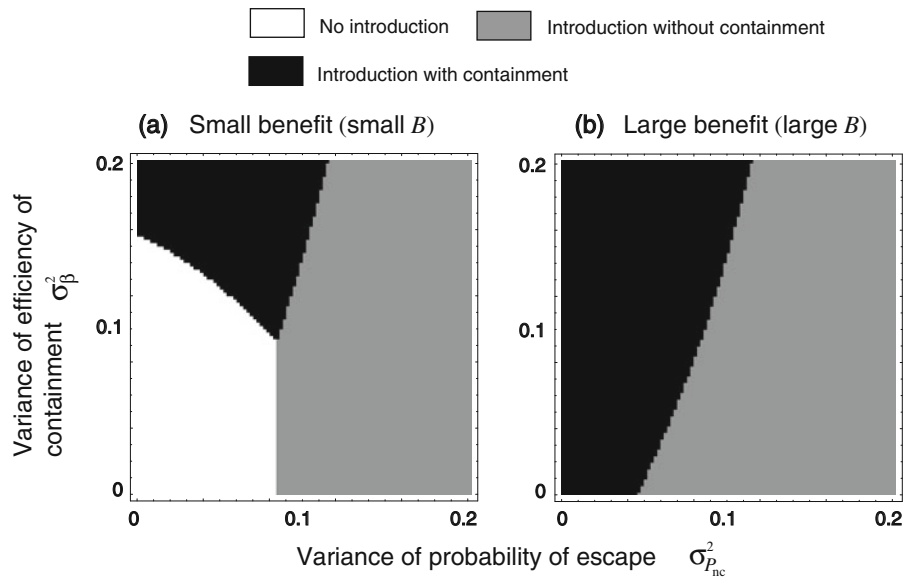 No introduction
Introduction without containment
Introduction with containment
(a) Small benefit (small B)
(b) Large benefit (large B)
0.2
0.1
0
0
0.1
0.2
0.2
0.1
0
0
0.1
0.2
Variance of efficiency of
containment σ²β
Variance of probability of escape σ²Pnc